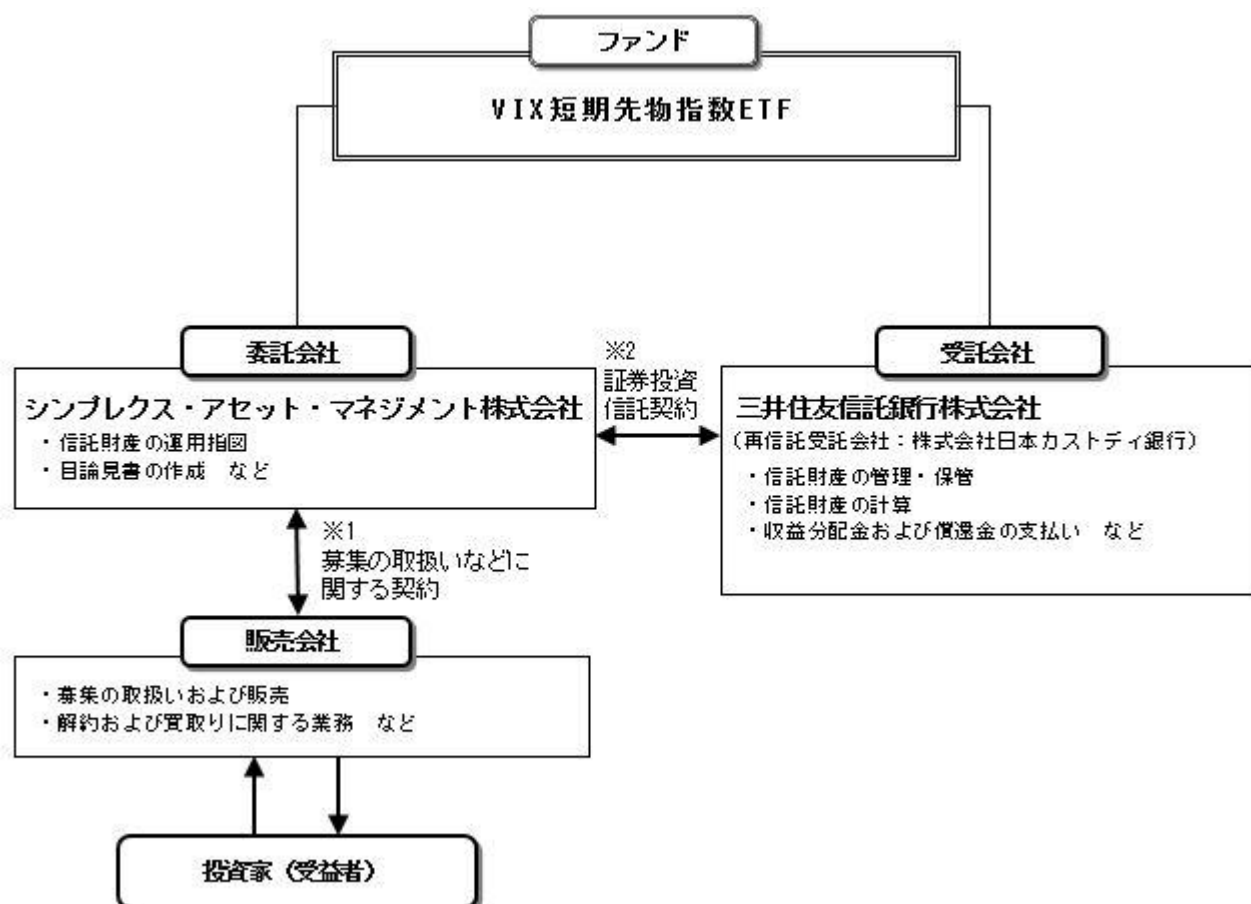 ファンド
VIX短期先物指数ETF
委託会社
シンプレクス・アセット・マネジメント株式会社
・信託財産の運用指図
・目論見書の作成　など
※2
証券投資
信託契約
受託会社
三井住友信託銀行株式会社
（再信託受託会社：株式会社日本カストディ銀行）
・信託財産の管理・保管
・信託財産の計算
・収益分配金および償還金の支払い　など
※1
募集の取扱いなどに
関する契約
販売会社
・募集の取扱いおよび販売
・解約および買取りに関する業務　など
投資家（受益者）